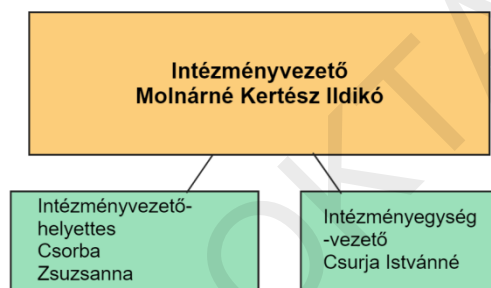 Intézményvezető
Molnárné Kertész Ildikó
Intézményvezető-
helyettes
Csorba
Zsuzsanna
Intézményegység
-vezető
Csurja Istvánné